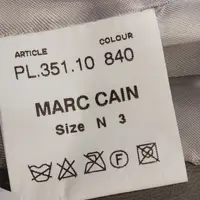 ARTICLE COLOUR
PL.351.10 840
MARC CAIN
Size N 3
F